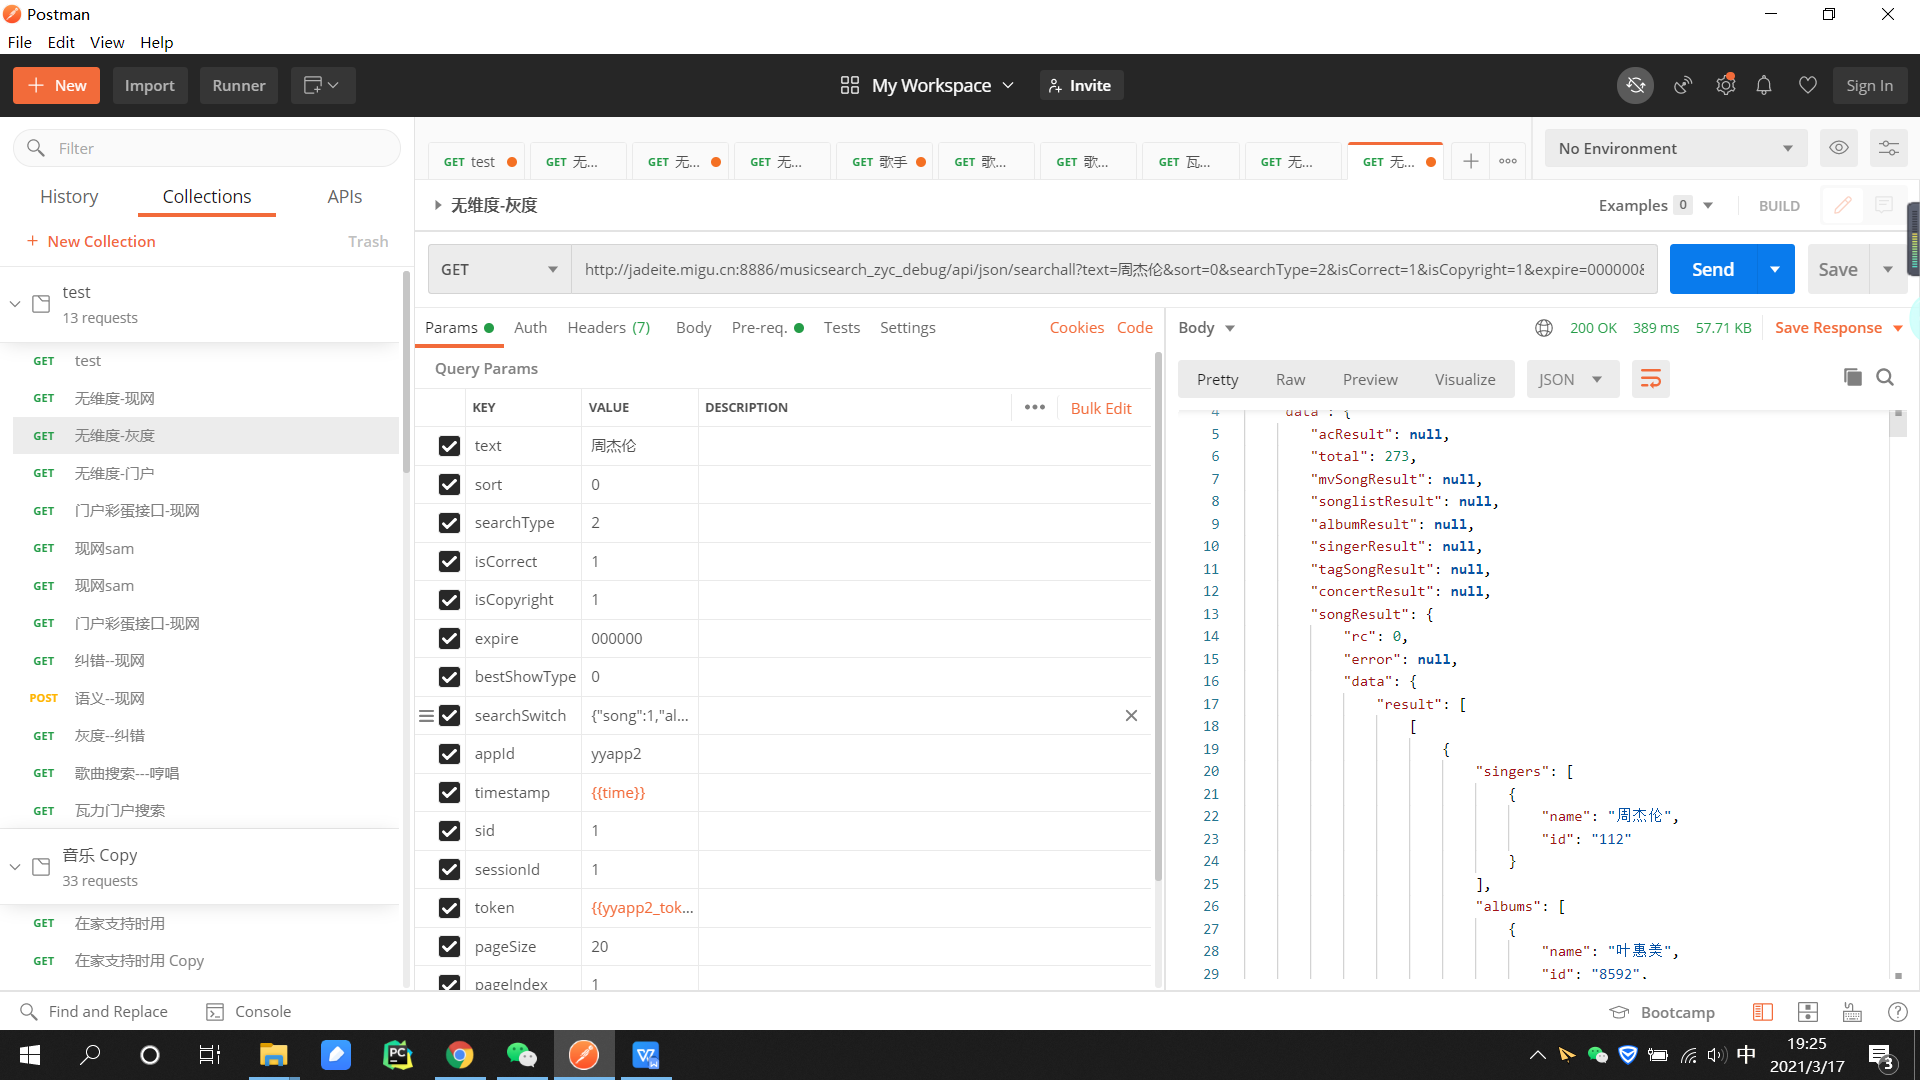 Postman
File Edit View Help
New Import Runner My Workspace Invite Sign In
Filter
History Collections APIs
+ New Collection Trash
test
13 requests
GET test
GET 无维度-现网
GET 无维度-灰度
GET 无维度-门户
GET 门户彩蛋接口-现网
GET 现网sam
GET 现网sam
GET 门户彩蛋接口-现网
GET 纠错--现网
POST 语义--现网
GET 灰度--纠错
GET 歌曲搜索---哼唱
GET 瓦力门户搜索
音乐 Copy
33 requests
GET 在家支持时用
GET 在家支持时用 Copy
GET test GET 无... GET 无... GET 无... GET 歌手 GET 歌... GET 歌... GET 瓦... GET 无... GET 无...
No Environment
无维度-灰度
Examples 0 BUILD
GET http://jadeite.migu.cn:8886/musicsearch_zyc_debug/api/json/searchall?text=周杰伦&sort=0&searchType=2&isCorrect=1&isCopyright=1&expire=000000& Send Save
Params Auth Headers (7) Body Pre-req. Tests Settings Cookies Code
Query Params
KEY VALUE DESCRIPTION ••• Bulk Edit
text 周杰伦
sort 0
searchType 2
isCorrect 1
isCopyright 1
expire 000000
bestShowType 0
searchSwitch {"song":1,"al...
appId yyapp2
timestamp {{time}}
sid 1
sessionId 1
token {{yyapp2_tok...
pageSize 20
pageIndex 1
Body 200 OK 389 ms 57.71 KB Save Response
Pretty Raw Preview Visualize JSON
4 "data": {
5 "acResult": null,
6 "total": 273,
7 "mvSongResult": null,
8 "songlistResult": null,
9 "albumResult": null,
10 "singerResult": null,
11 "tagSongResult": null,
12 "concertResult": null,
13 "songResult": {
14 "rc": 0,
15 "error": null,
16 "data": {
17 "result": [
18 [
19 {
20 "singers": [
21 {
22 "name": "周杰伦",
23 "id": "112"
24 }
25 ],
26 "albums": [
27 {
28 "name": "叶惠美",
29 "id": "8592",
Find and Replace Console Bootcamp
中 19:25
2021/3/17
3